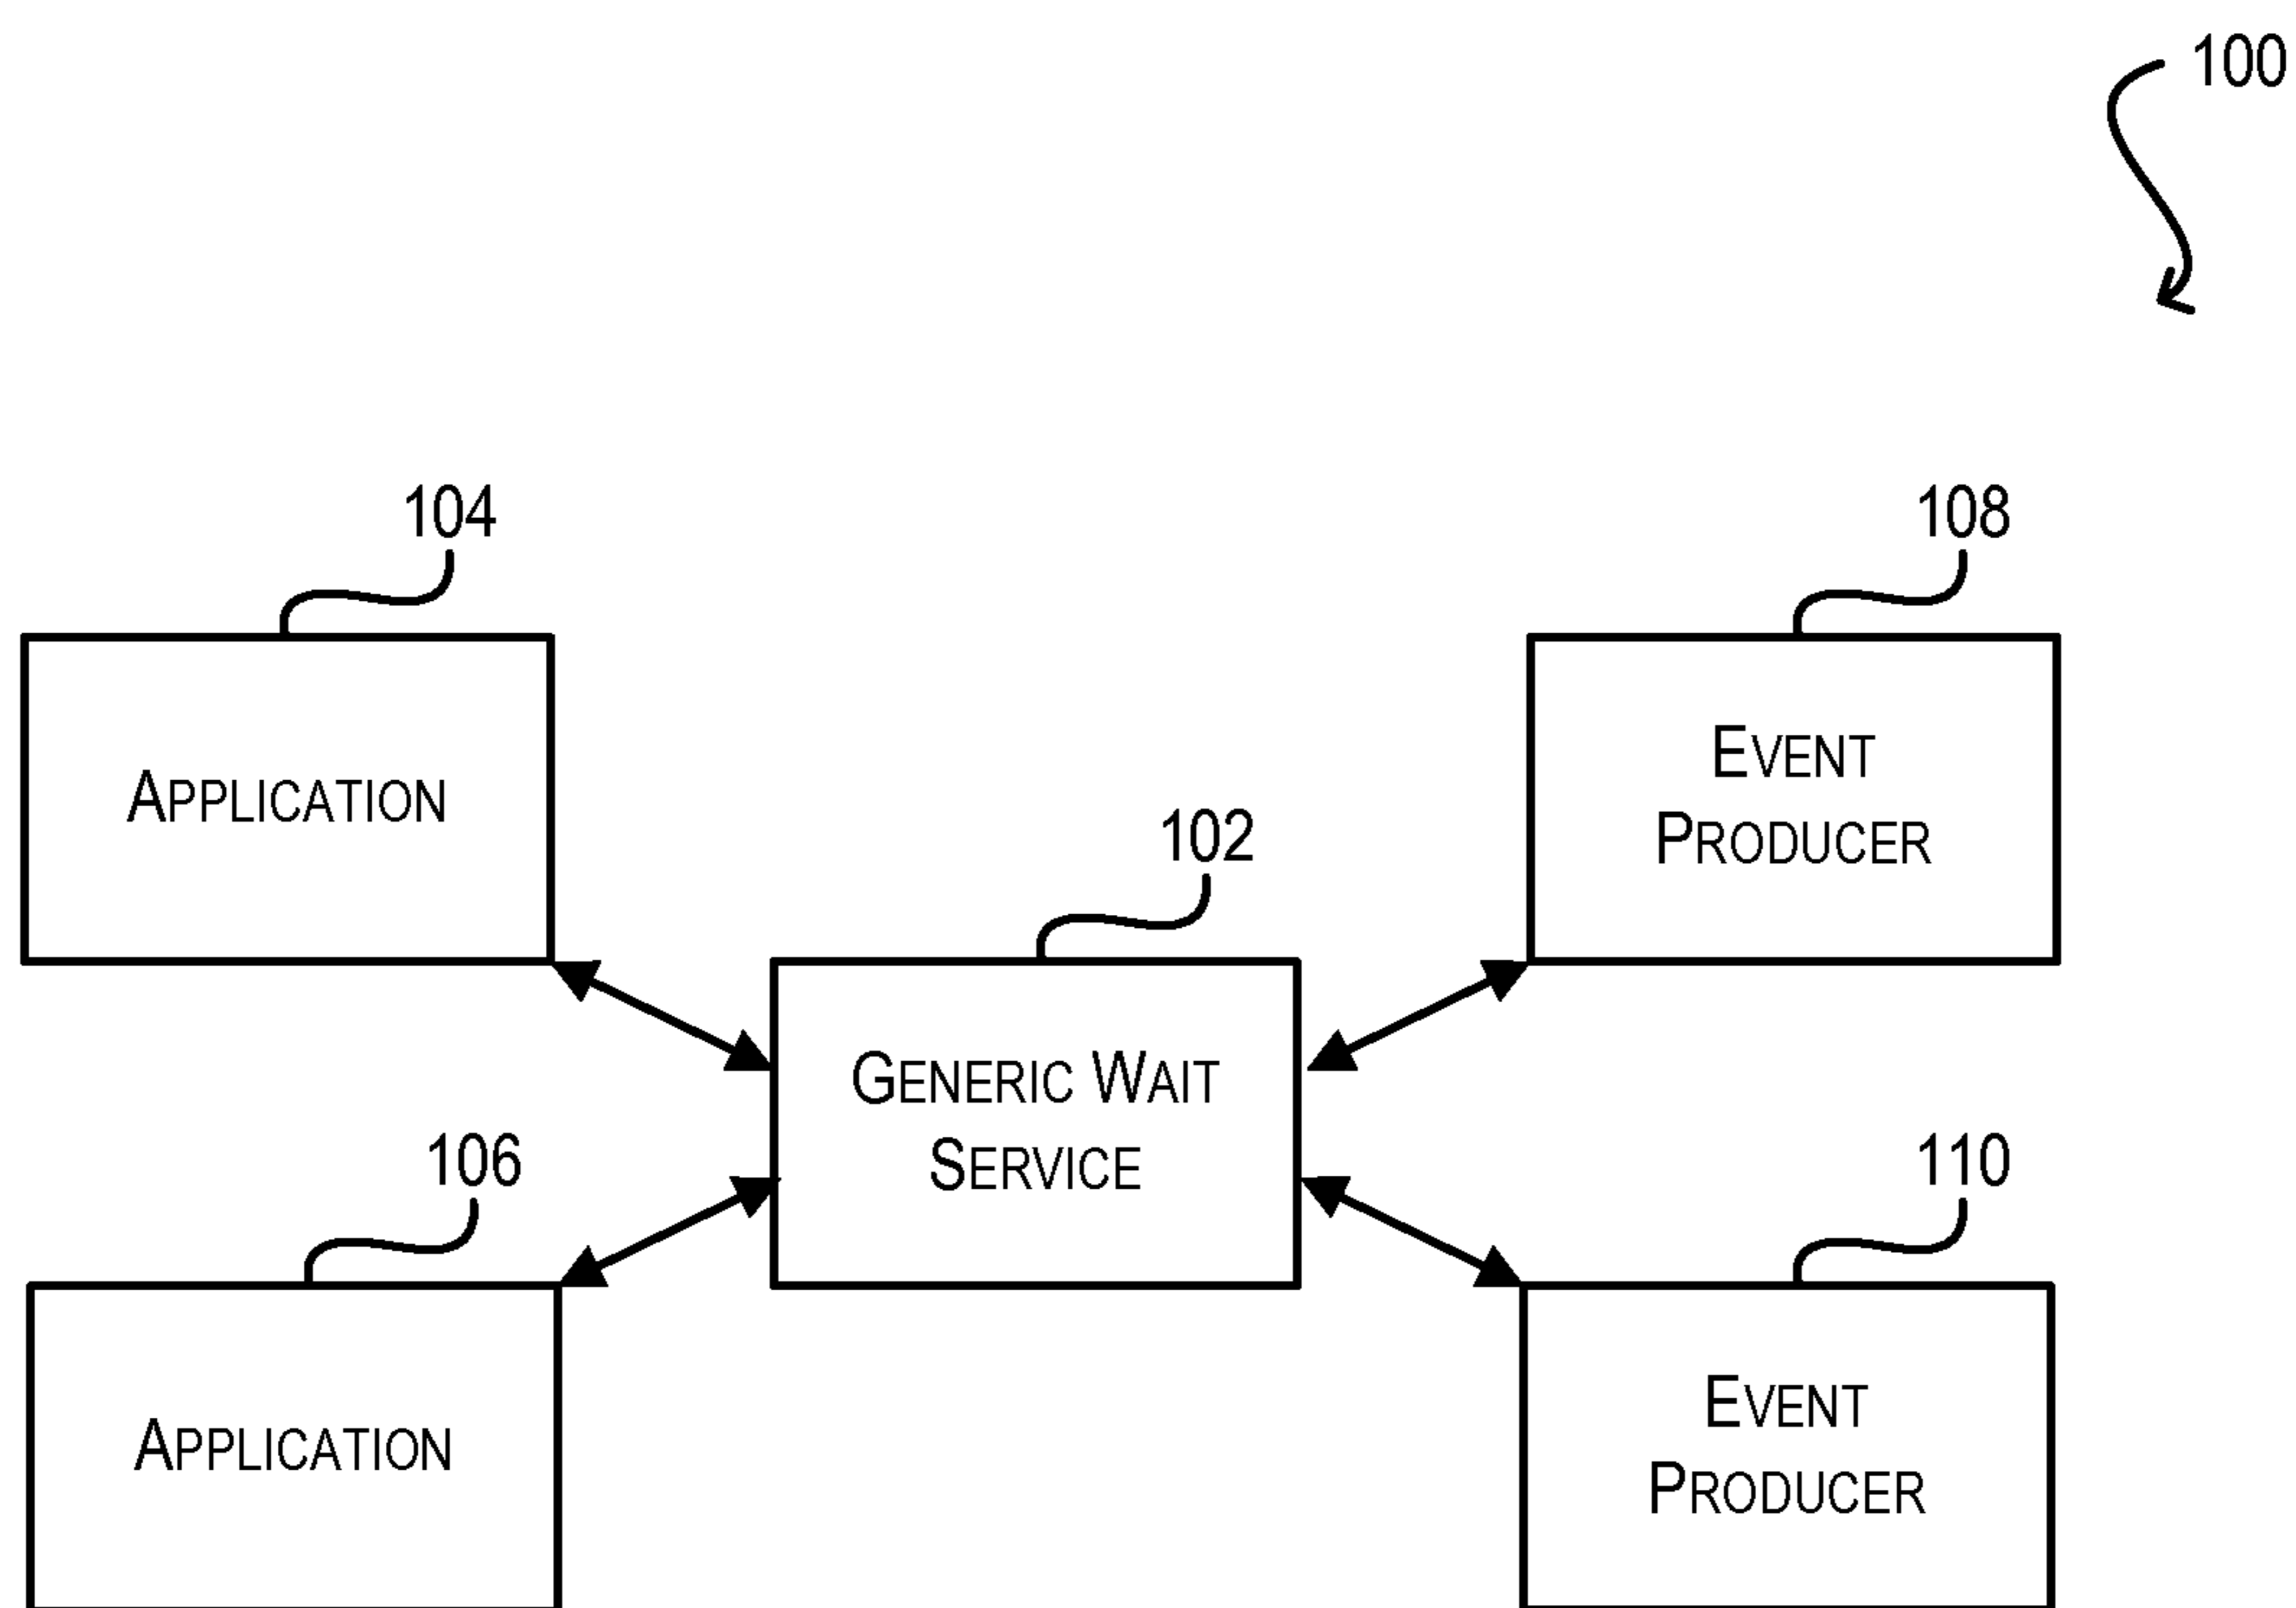 100
104
108
APPLICATION
EVENT
PRODUCER
102
GENERIC WAIT
SERVICE
106
110
APPLICATION
EVENT
PRODUCER